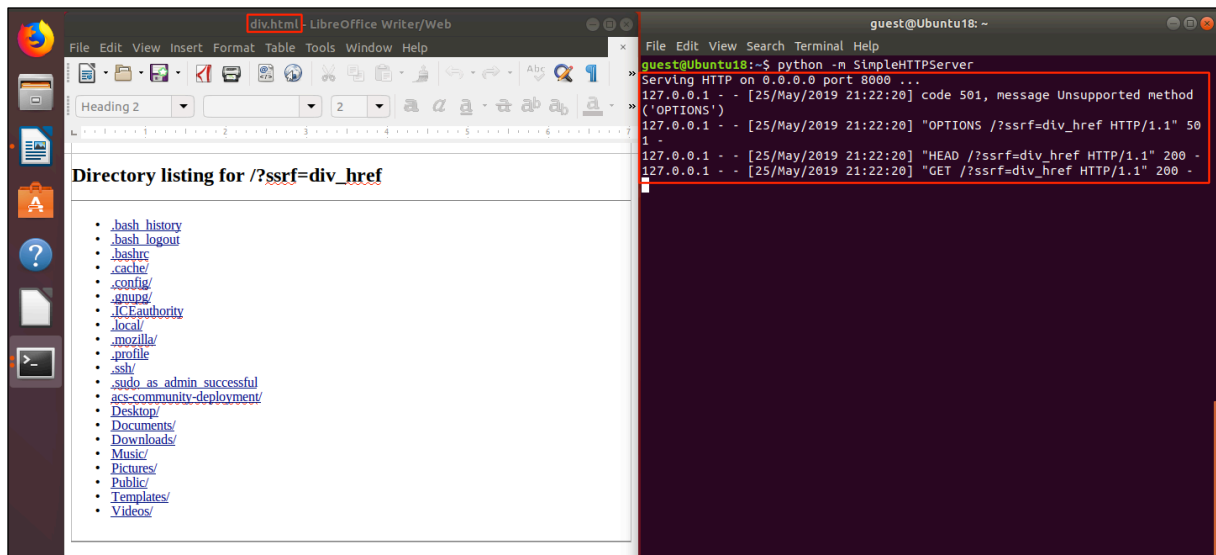 div.html - LibreOffice Writer/Web
File Edit View Insert Format Table Tools Window Help
Heading 2
2
Directory listing for /?ssrf=div_href
.bash_history
.bash_logout
.bashrc
.cache/
.config/
.gnupg/
.ICEauthority
.local/
.mozilla/
.profile
.ssh/
.sudo_as_admin_successful
acs-community-deployment/
Desktop/
Documents/
Downloads/
Music/
Pictures/
Public/
Templates/
Videos/
guest@Ubuntu18: ~
File Edit View Search Terminal Help
guest@Ubuntu18:~$ python -m SimpleHTTPServer
Serving HTTP on 0.0.0.0 port 8000 ...
127.0.0.1 - - [25/May/2019 21:22:20] code 501, message Unsupported method
('OPTIONS')
127.0.0.1 - - [25/May/2019 21:22:20] "OPTIONS /?ssrf=div_href HTTP/1.1" 50
1 -
127.0.0.1 - - [25/May/2019 21:22:20] "HEAD /?ssrf=div_href HTTP/1.1" 200 -
127.0.0.1 - - [25/May/2019 21:22:20] "GET /?ssrf=div_href HTTP/1.1" 200 -